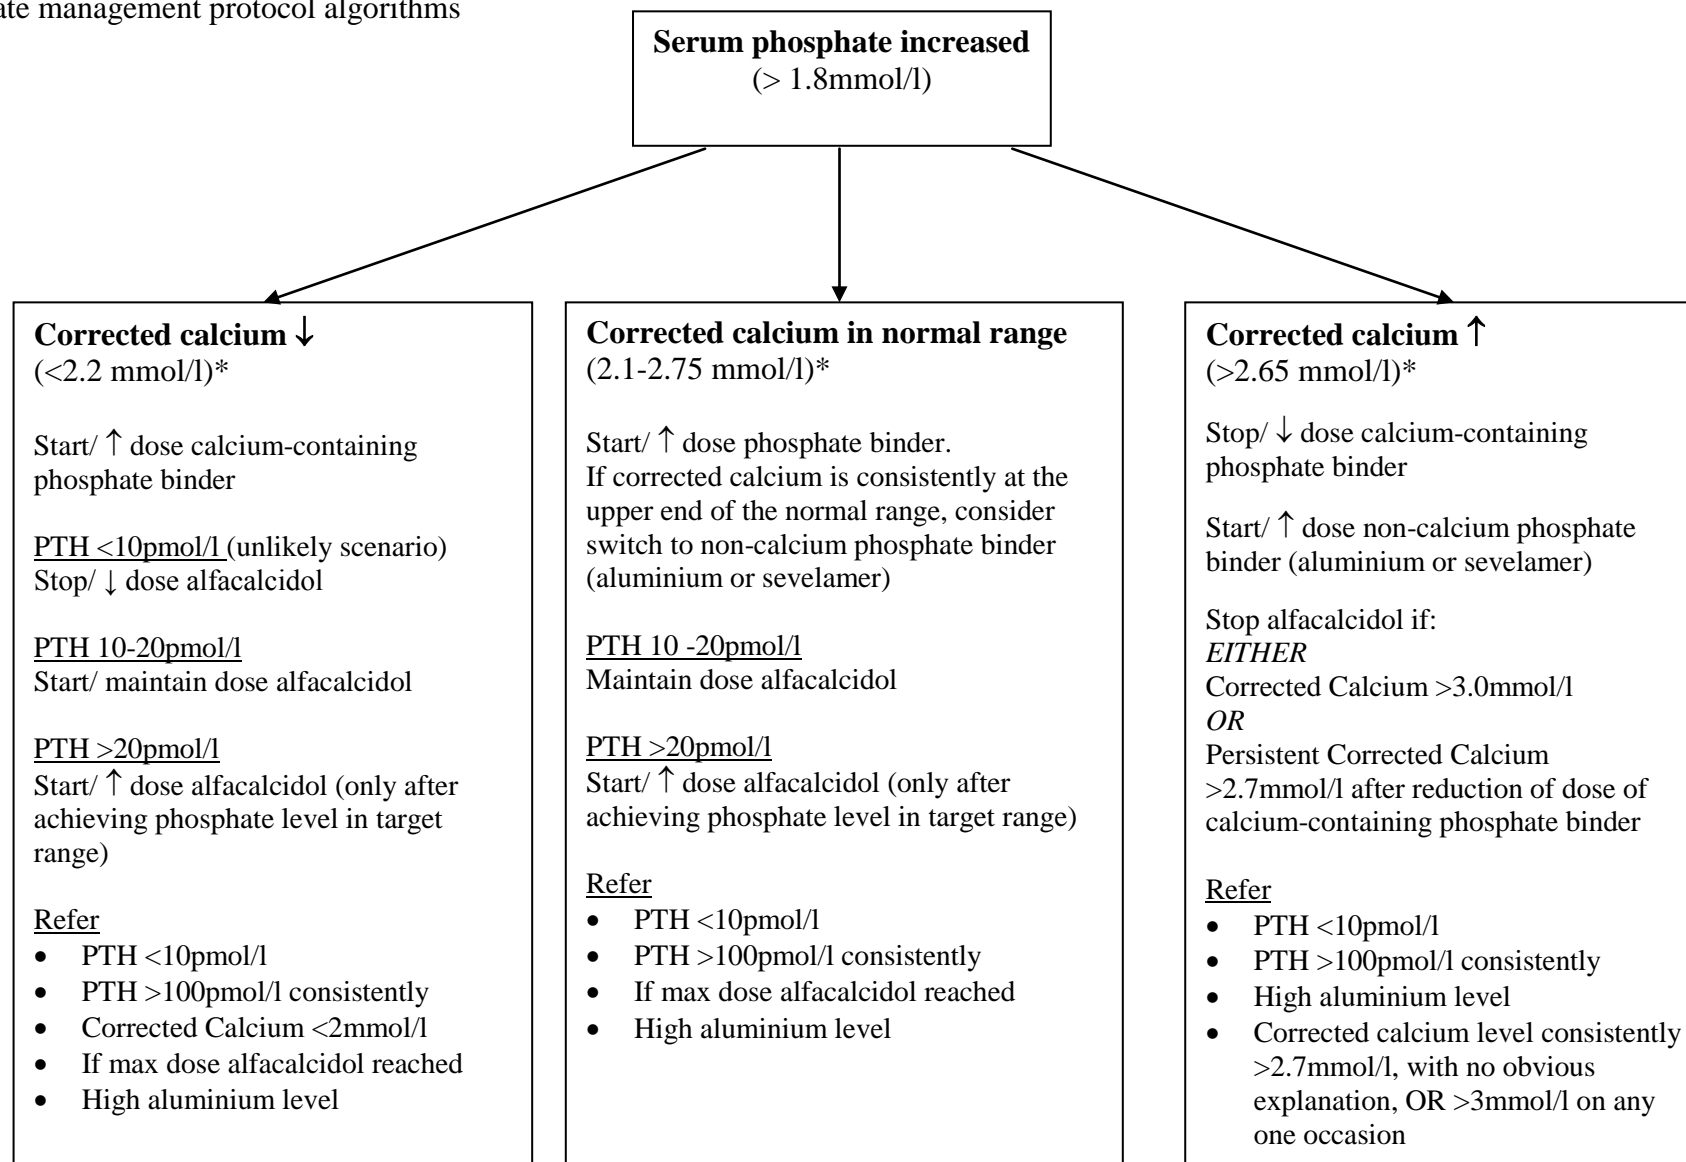 ate management protocol algorithms
Serum phosphate increased
(> 1.8mmol/l)
Corrected calcium ↓
(<2.2 mmol/l)*
Start/ ↑ dose calcium-containing
phosphate binder
PTH <10pmol/l (unlikely scenario)
Stop/ ↓ dose alfacalcidol
PTH 10-20pmol/l
Start/ maintain dose alfacalcidol
PTH >20pmol/l
Start/ ↑ dose alfacalcidol (only after
achieving phosphate level in target
range)
Refer
• PTH <10pmol/l
• PTH >100pmol/l consistently
• Corrected Calcium <2mmol/l
• If max dose alfacalcidol reached
• High aluminium level
Corrected calcium in normal range
(2.1-2.75 mmol/l)*
Start/ ↑ dose phosphate binder.
If corrected calcium is consistently at the
upper end of the normal range, consider
switch to non-calcium phosphate binder
(aluminium or sevelamer)
PTH 10 -20pmol/l
Maintain dose alfacalcidol
PTH >20pmol/l
Start/ ↑ dose alfacalcidol (only after
achieving phosphate level in target range)
Refer
• PTH <10pmol/l
• PTH >100pmol/l consistently
• If max dose alfacalcidol reached
• High aluminium level
Corrected calcium ↑
(>2.65 mmol/l)*
Stop/ ↓ dose calcium-containing
phosphate binder
Start/ ↑ dose non-calcium phosphate
binder (aluminium or sevelamer)
Stop alfacalcidol if:
EITHER
Corrected Calcium >3.0mmol/l
OR
Persistent Corrected Calcium
>2.7mmol/l after reduction of dose of
calcium-containing phosphate binder
Refer
• PTH <10pmol/l
• PTH >100pmol/l consistently
• High aluminium level
• Corrected calcium level consistently
>2.7mmol/l, with no obvious
explanation, OR >3mmol/l on any
one occasion